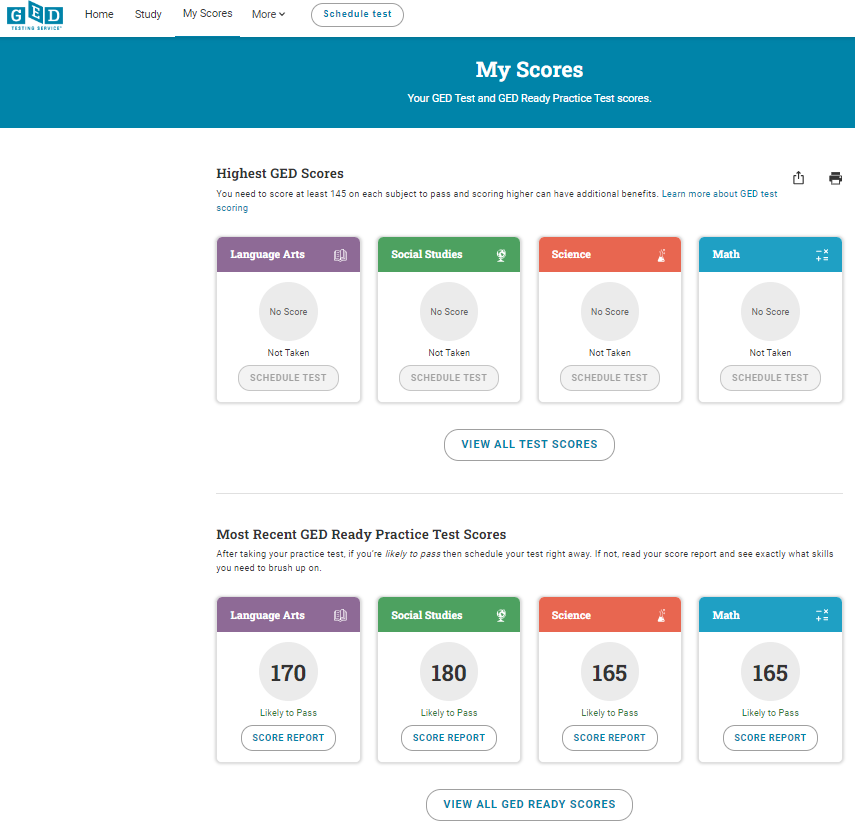 GED
TESTING SERVICE
Home Study My Scores More Schedule test
My Scores
Your GED Test and GED Ready Practice Test scores.
Highest GED Scores
You need to score at least 145 on each subject to pass and scoring higher can have additional benefits. Learn more about GED test
scoring
Language Arts Social Studies Science Math
No Score No Score No Score No Score
Not Taken Not Taken Not Taken Not Taken
SCHEDULE TEST SCHEDULE TEST SCHEDULE TEST SCHEDULE TEST
VIEW ALL TEST SCORES
Most Recent GED Ready Practice Test Scores
After taking your practice test, if you're likely to pass then schedule your test right away. If not, read your score report and see exactly what skills
you need to brush up on.
Language Arts Social Studies Science Math
170 180 165 165
Likely to Pass Likely to Pass Likely to Pass Likely to Pass
SCORE REPORT SCORE REPORT SCORE REPORT SCORE REPORT
VIEW ALL GED READY SCORES